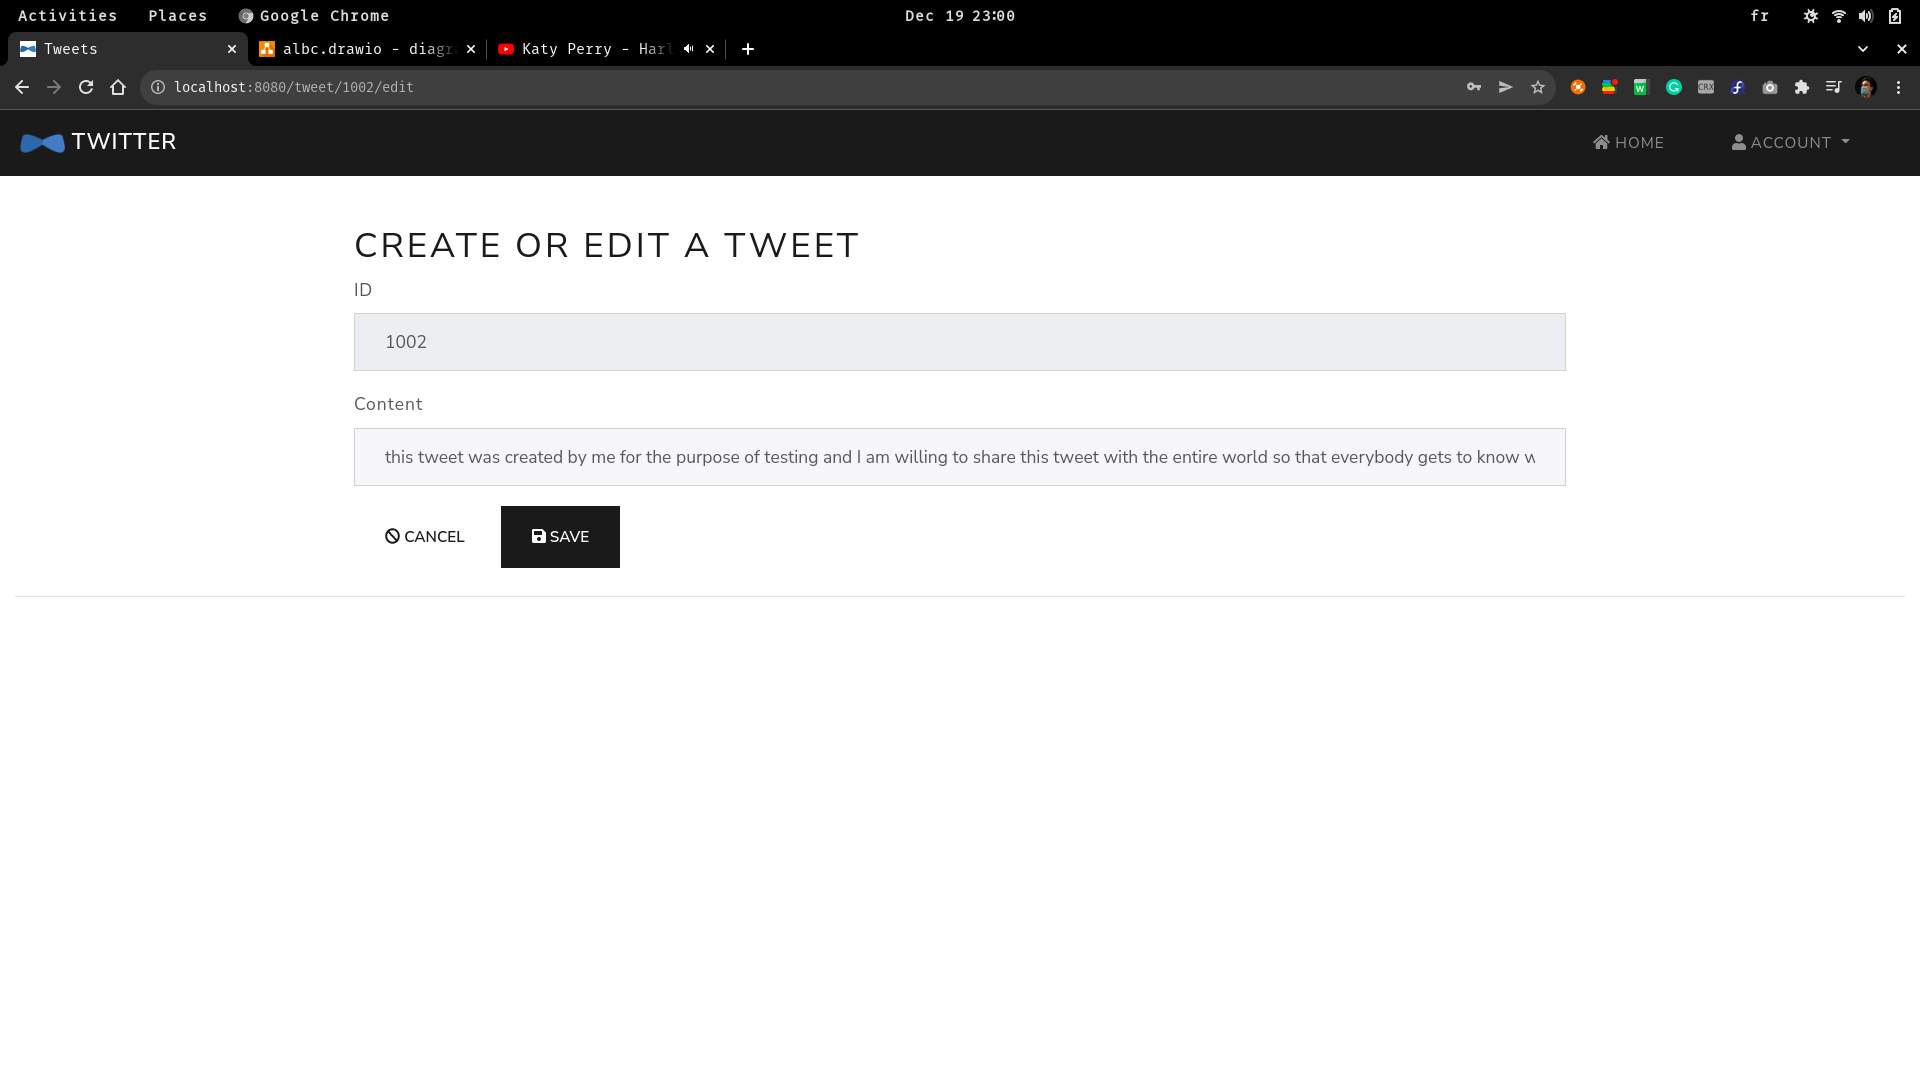 Activities Places Google Chrome Dec 19 23:00 fr
Tweets albc.drawio - diagr Katy Perry - Harl
localhost:8080/tweet/1002/edit
TWITTER HOME ACCOUNT
CREATE OR EDIT A TWEET
ID
1002
Content
this tweet was created by me for the purpose of testing and I am willing to share this tweet with the entire world so that everybody gets to know w
CANCEL SAVE